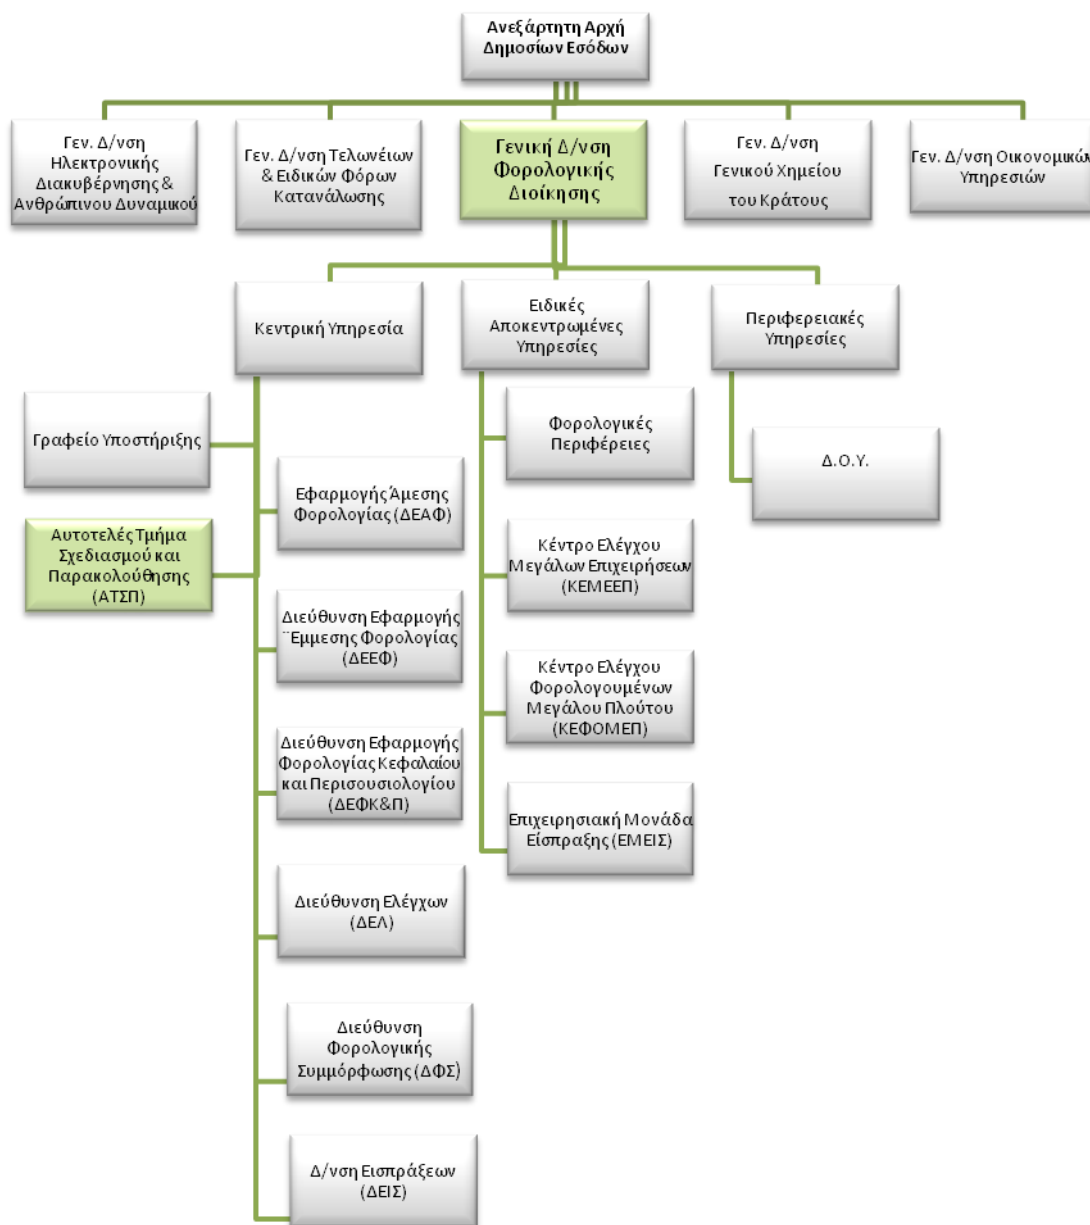 Ανεξάρτητη Αρχή
Δημοσίων Εσόδων
Γεν. Δ/νση
Ηλεκτρονικής
Διακυβέρνησης &
Ανθρώπινου Δυναμικού
Γεν. Δ/νση Τελωνείων
& Ειδικών Φόρων
Κατανάλωσης
Γενική Δ/νση
Φορολογικής
Διοίκησης
Γεν. Δ/νση
Γενικού Χημείου
του Κράτους
Γεν. Δ/νση Οικονομικών
Υπηρεσιών
Κεντρική Υπηρεσία
Ειδικές
Αποκεντρωμένες
Υπηρεσίες
Περιφερειακές
Υπηρεσίες
Γραφείο Υποστήριξης
Αυτοτελές Τμήμα
Σχεδιασμού και
Παρακολούθησης
(ΑΤΣΠ)
Εφαρμογής Άμεσης
Φορολογίας (ΔΕΑΦ)
Διεύθυνση Εφαρμογής
¨Εμμεσης Φορολογίας
(ΔΕΕΦ)
Διεύθυνση Εφαρμογής
Φορολογίας Κεφαλαίου
και Περισουσιολογίου
(ΔΕΦΚ&Π)
Διεύθυνση Ελέγχων
(ΔΕΛ)
Διεύθυνση
Φορολογικής
Συμμόρφωσης (ΔΦΣ)
Δ/νση Εισπράξεων
(ΔΕΙΣ)
Φορολογικές
Περιφέρειες
Κέντρο Ελέγχου
Μεγάλων Επιχειρήσεων
(ΚΕΜΕΕΠ)
Κέντρο Ελέγχου
Φορολογουμένων
Μεγάλου Πλούτου
(ΚΕΦΟΜΕΠ)
Επιχειρησιακή Μονάδα
Είσπραξης (ΕΜΕΙΣ)
Δ.Ο.Υ.